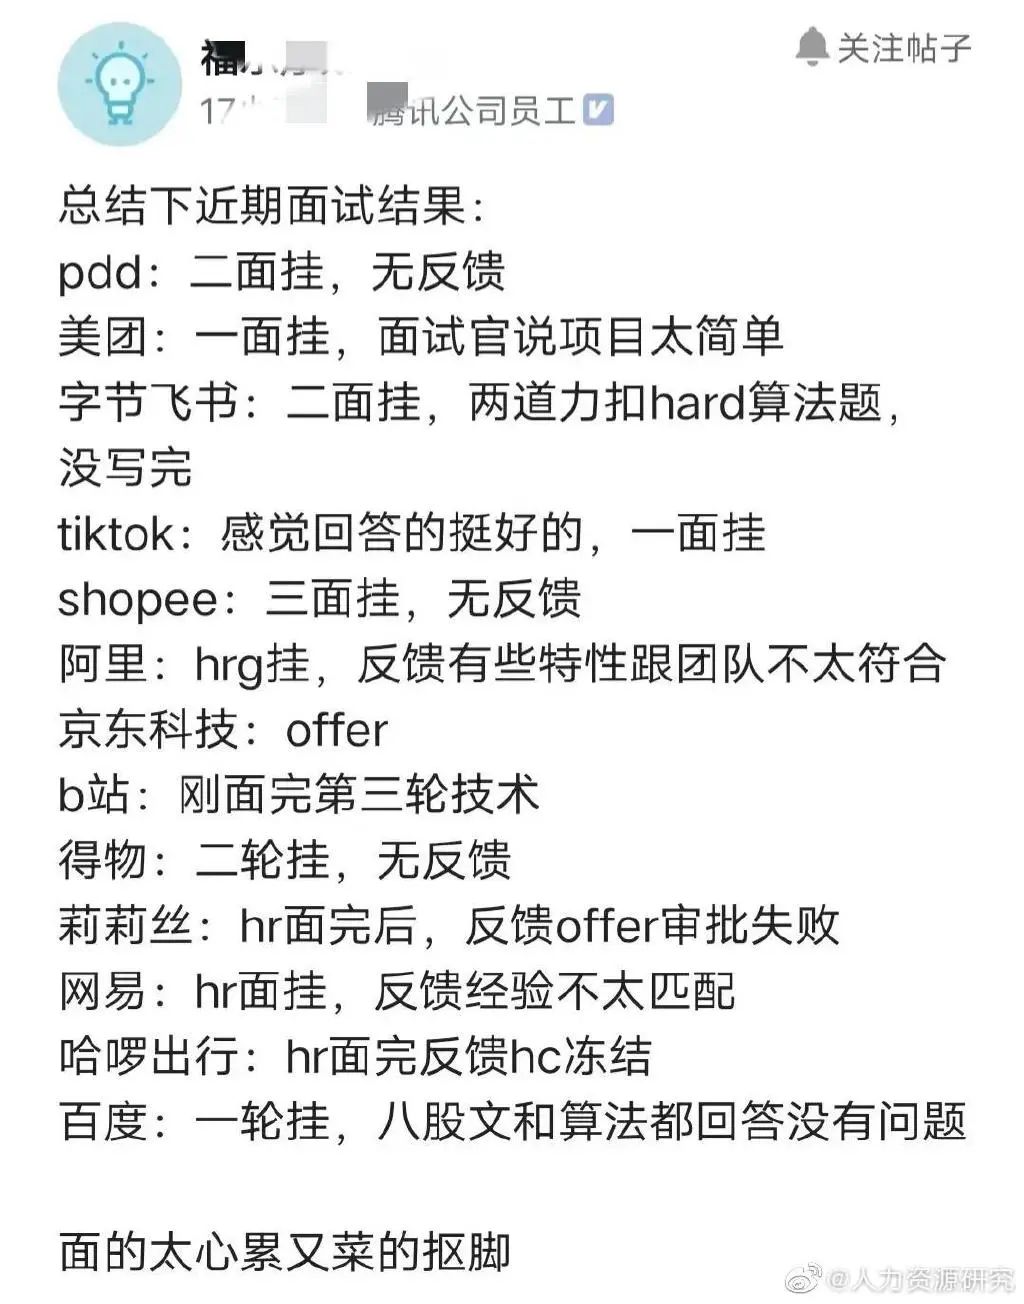 福
关注帖子
17
腾讯公司员工
总结下近期面试结果：
pdd：二面挂，无反馈
美团：一面挂，面试官说项目太简单
字节飞书：二面挂，两道力扣hard算法题，
没写完
tiktok：感觉回答的挺好的，一面挂
shopee：三面挂，无反馈
阿里：hrg挂，反馈有些特性跟团队不太符合
京东科技：offer
b站：刚面完第三轮技术
得物：二轮挂，无反馈
莉莉丝：hr面完后，反馈offer审批失败
网易：hr面挂，反馈经验不太匹配
哈啰出行：hr面完反馈hc冻结
百度：一轮挂，八股文和算法都回答没有问题
面的太心累又菜的抠脚
@人力资源研究